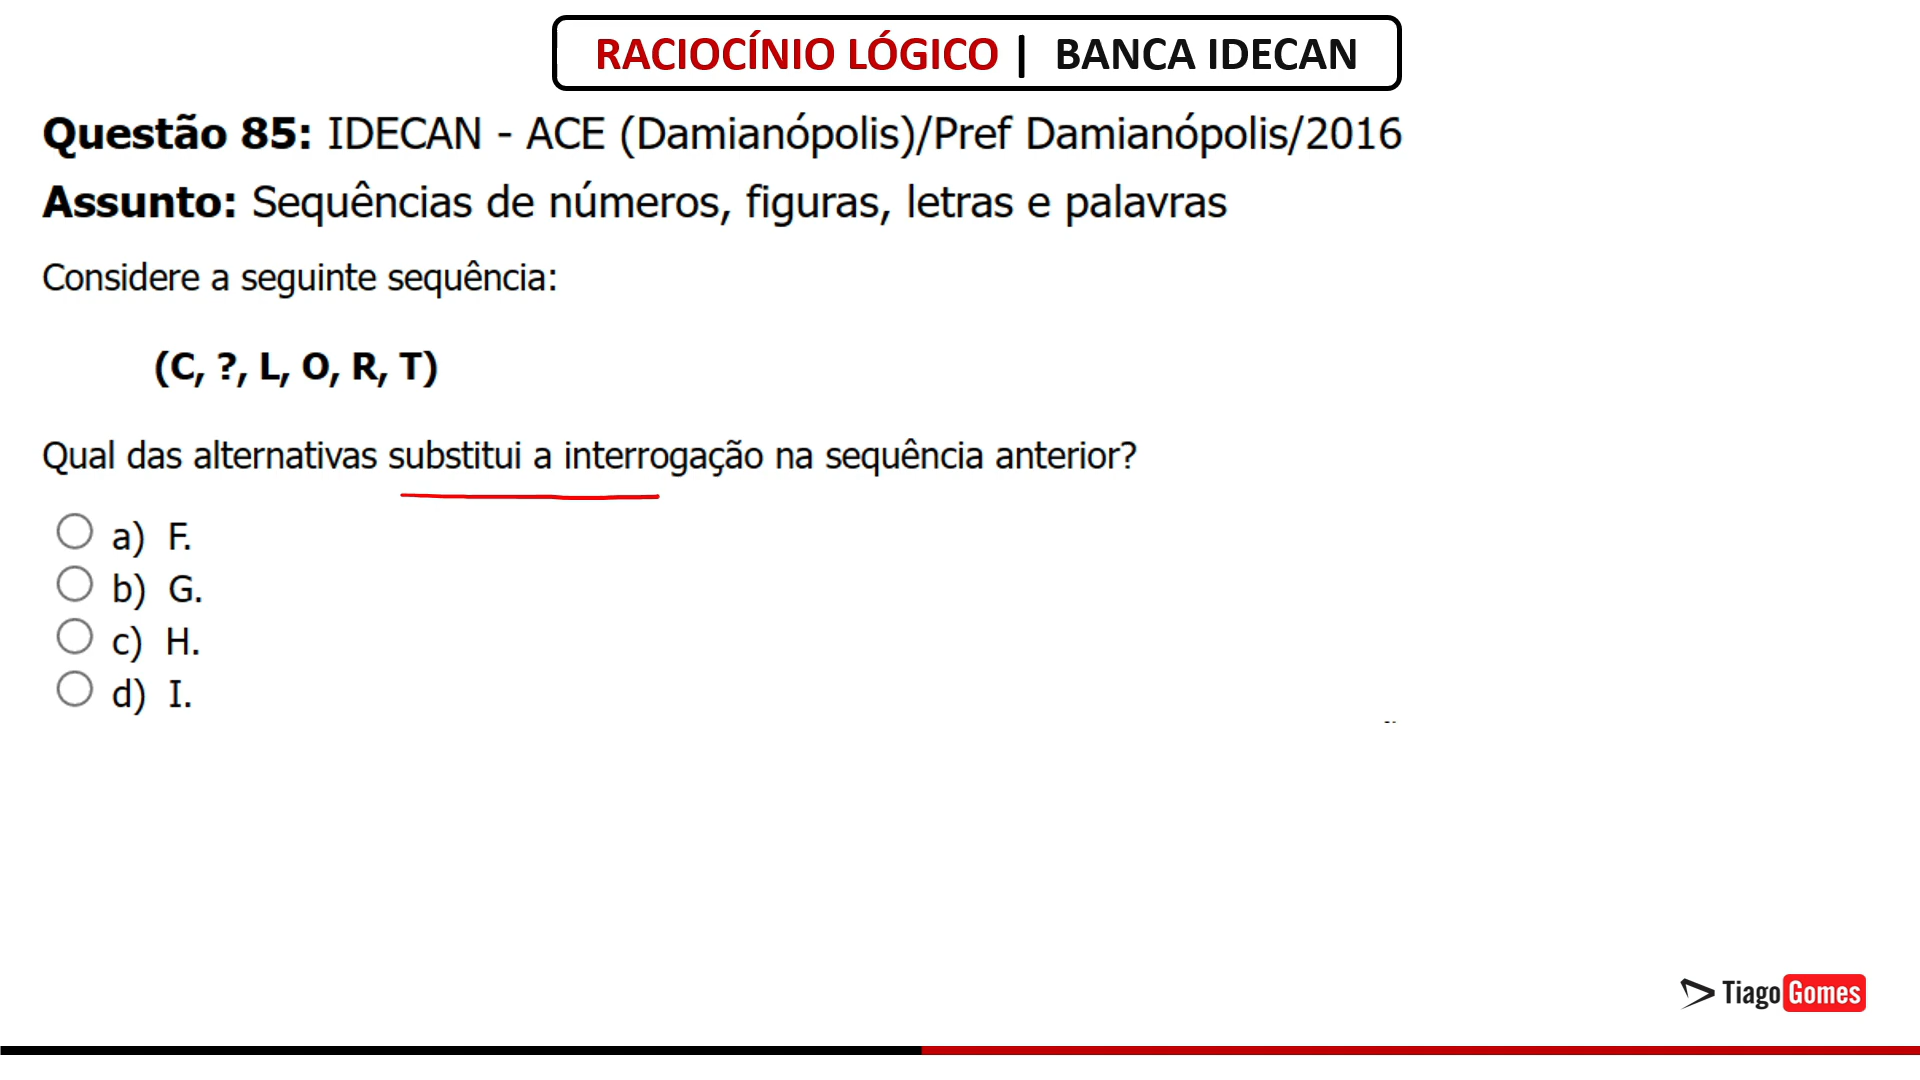 RACIOCÍNIO LÓGICO | BANCA IDECAN
Questão 85: IDECAN - ACE (Damianópolis)/Pref Damianópolis/2016
Assunto: Sequências de números, figuras, letras e palavras
Considere a seguinte sequência:
(C, ?, L, O, R, T)
Qual das alternativas substitui a interrogação na sequência anterior?
a) F.
b) G.
c) H.
d) I.
Tiago Gomes